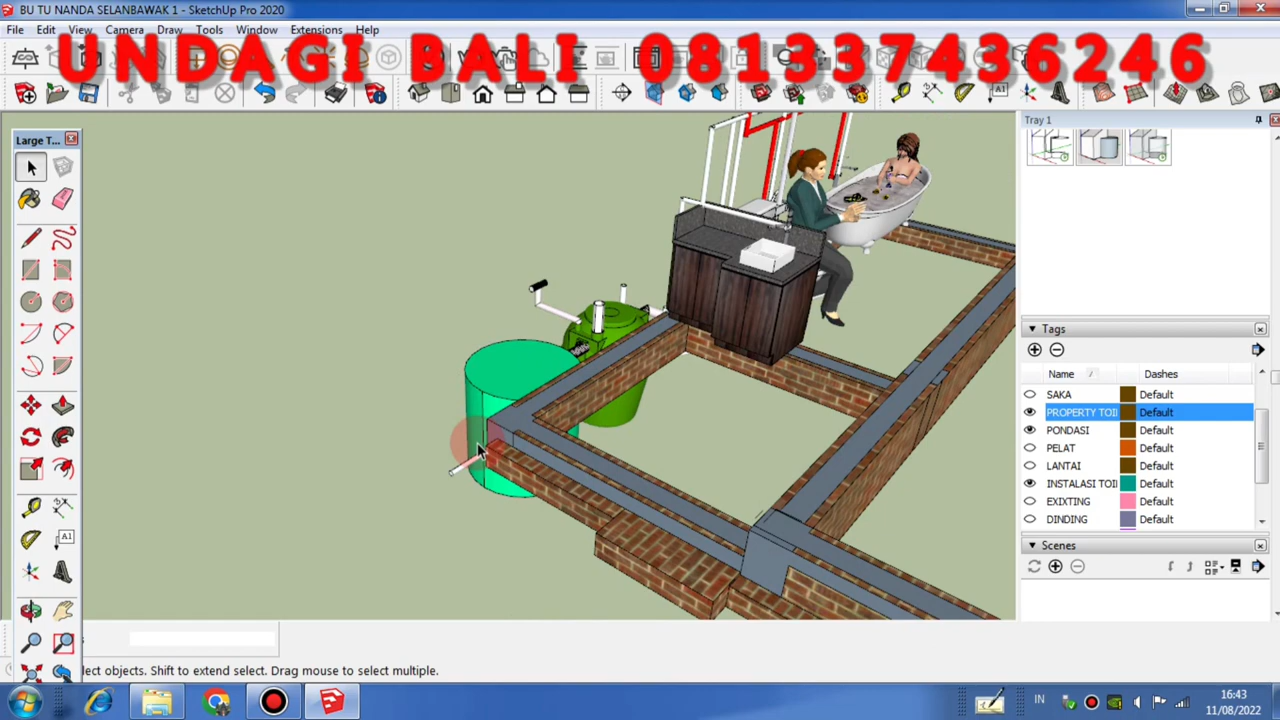 BU TU NANDA SELANBAWAK 1 - SketchUp Pro 2020
File Edit View Camera Draw Tools Window Extensions Help
UNDAGI BALI 081337436246
Large T...
Tray 1
Tags
Name Dashes
SAKA Default
PROPERTY TOI Default
PONDASI Default
PELAT Default
LANTAI Default
INSTALASI TOI Default
EXIXTING Default
DINDING Default
Scenes
lect objects. Shift to extend select. Drag mouse to select multiple.
IN
16:43
11/08/2022